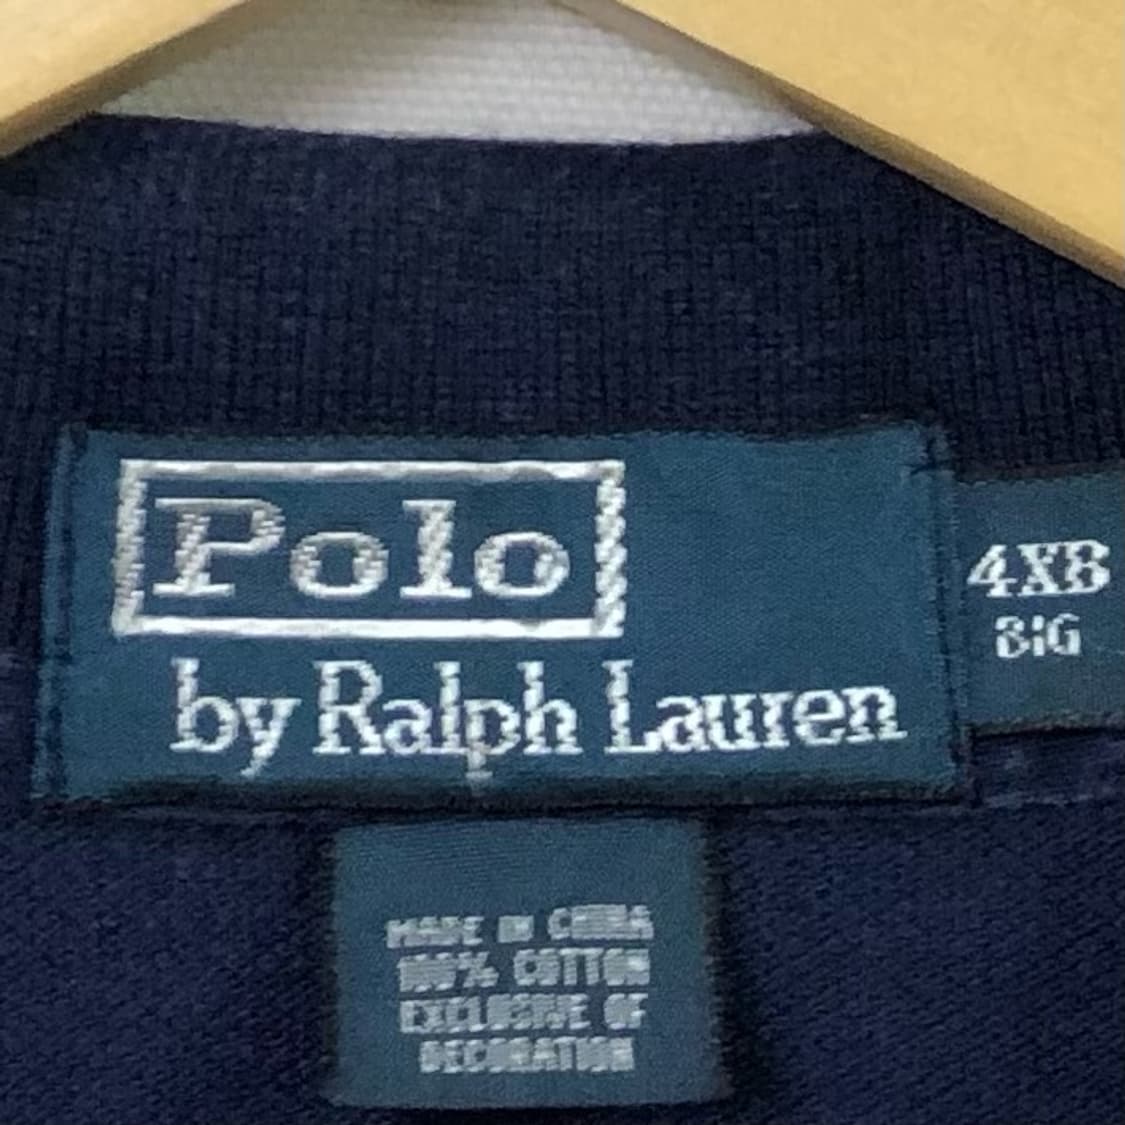 Polo
by Ralph Lauren
4XB
BIG
MADE IN CHINA
100% COTTON
EXCLUSIVE OF
DECORATION